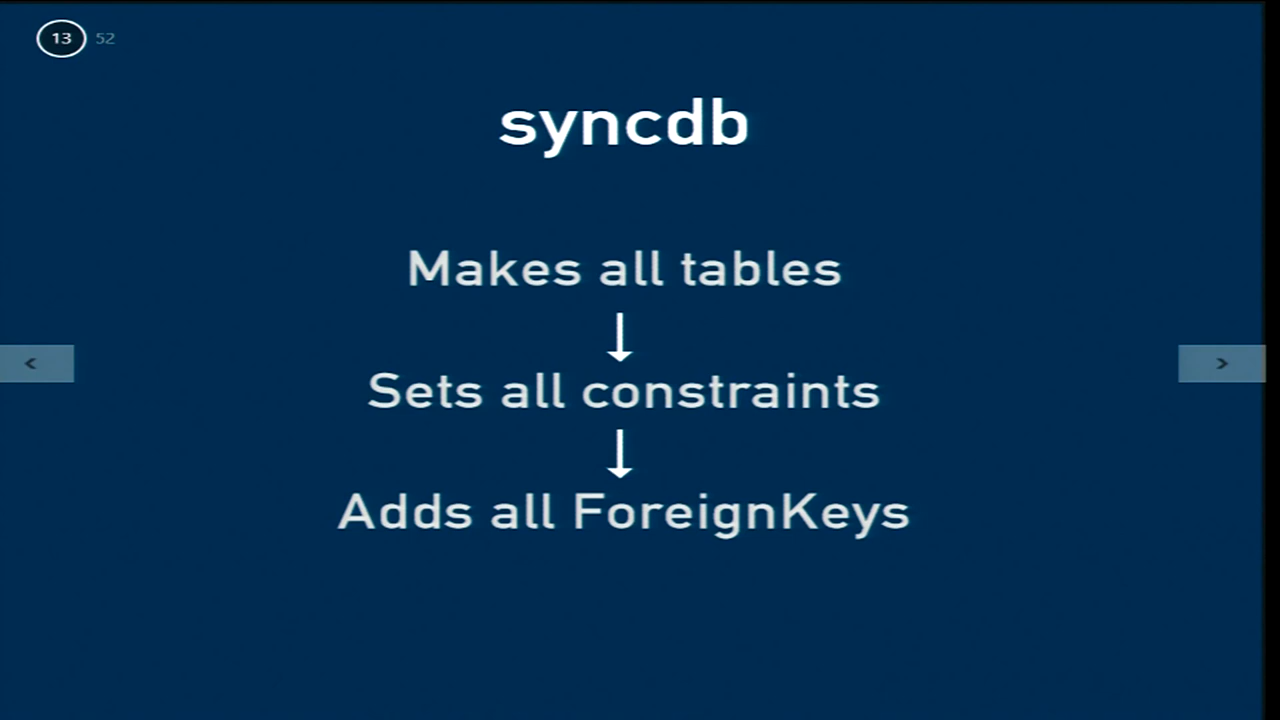 13 52
syncdb
Makes all tables
↓
Sets all constraints
↓
Adds all ForeignKeys
< >